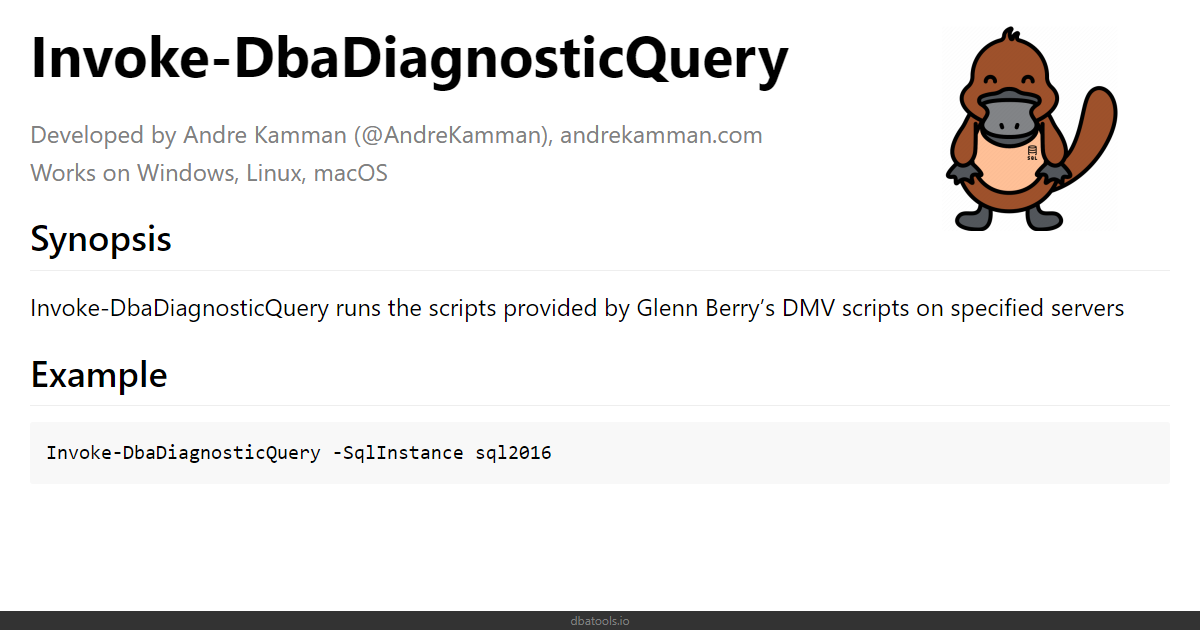 Invoke-DbaDiagnosticQuery
Developed by Andre Kamman (@AndreKamman), andrekamman.com
Works on Windows, Linux, macOS
SQL
Synopsis
Invoke-DbaDiagnosticQuery runs the scripts provided by Glenn Berry’s DMV scripts on specified servers
Example
Invoke-DbaDiagnosticQuery -SqlInstance sql2016
dbatools.io